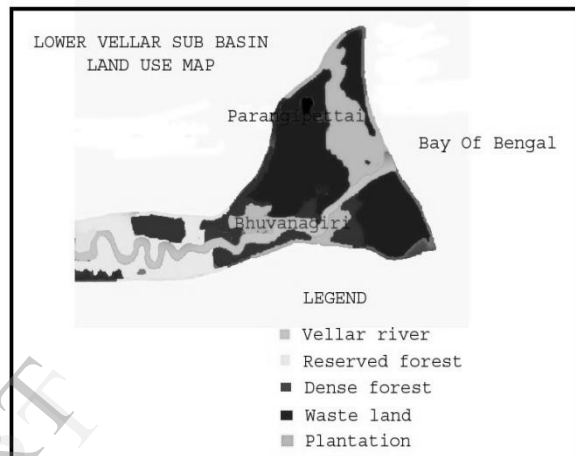 LOWER VELLAR SUB BASIN
LAND USE MAP
Parangipettai
Bay Of Bengal
Bhuvanagiri
LEGEND
Vellar river
Reserved forest
Dense forest
Waste land
Plantation